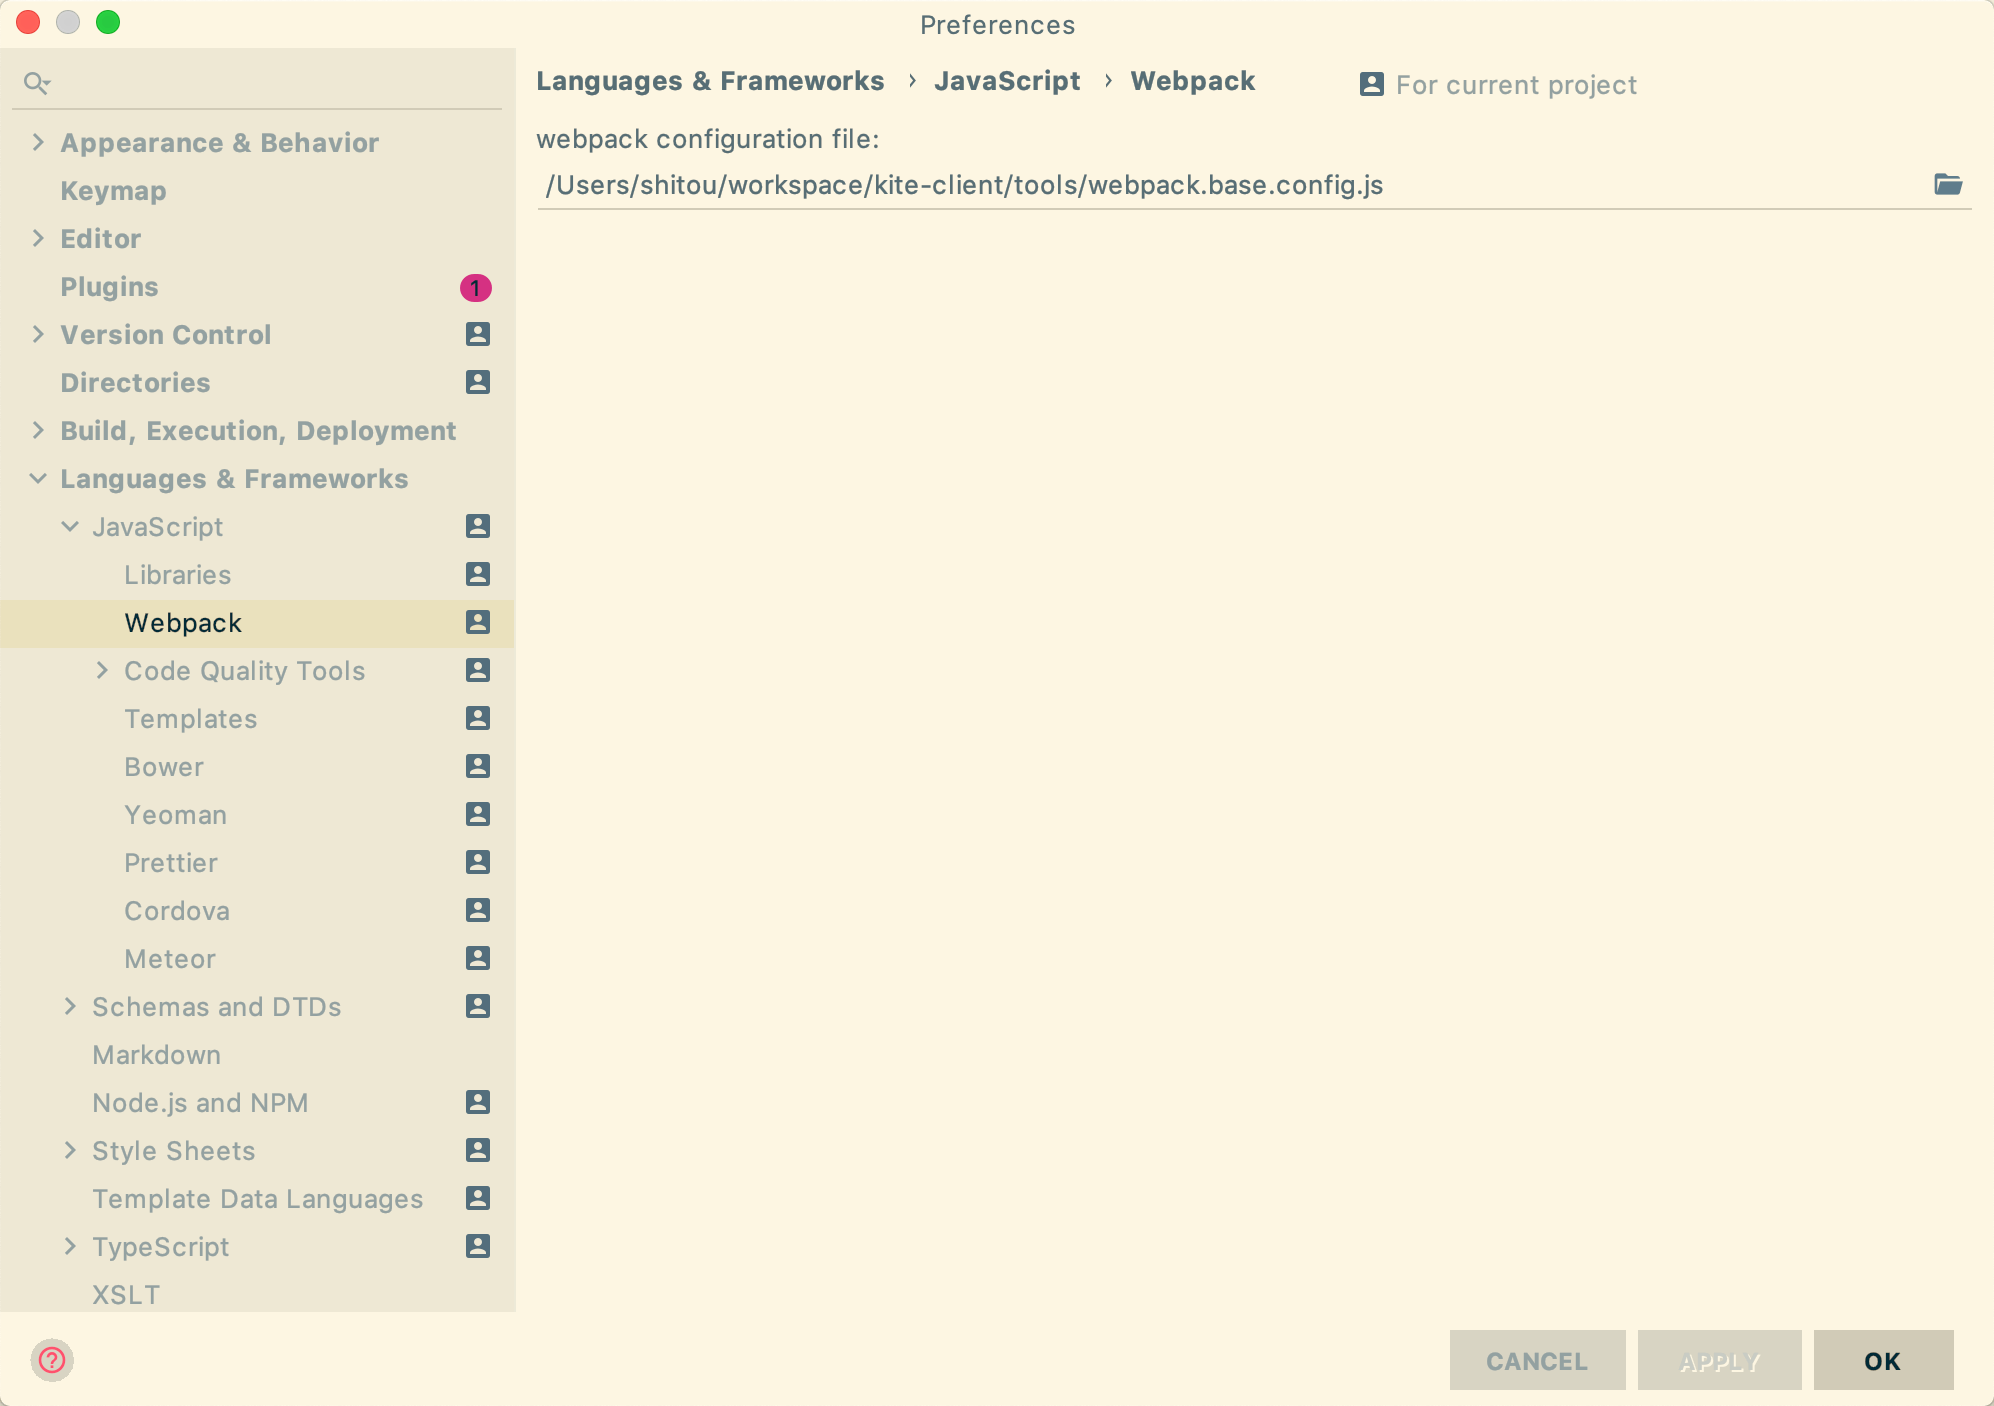 Preferences
Appearance & Behavior
Keymap
Editor
Plugins
1
Version Control
Directories
Build, Execution, Deployment
Languages & Frameworks
JavaScript
Libraries
Webpack
Code Quality Tools
Templates
Bower
Yeoman
Prettier
Cordova
Meteor
Schemas and DTDs
Markdown
Node.js and NPM
Style Sheets
Template Data Languages
TypeScript
XSLT
Languages & Frameworks › JavaScript › Webpack
For current project
webpack configuration file:
/Users/shitou/workspace/kite-client/tools/webpack.base.config.js
?
CANCEL
APPLY
OK